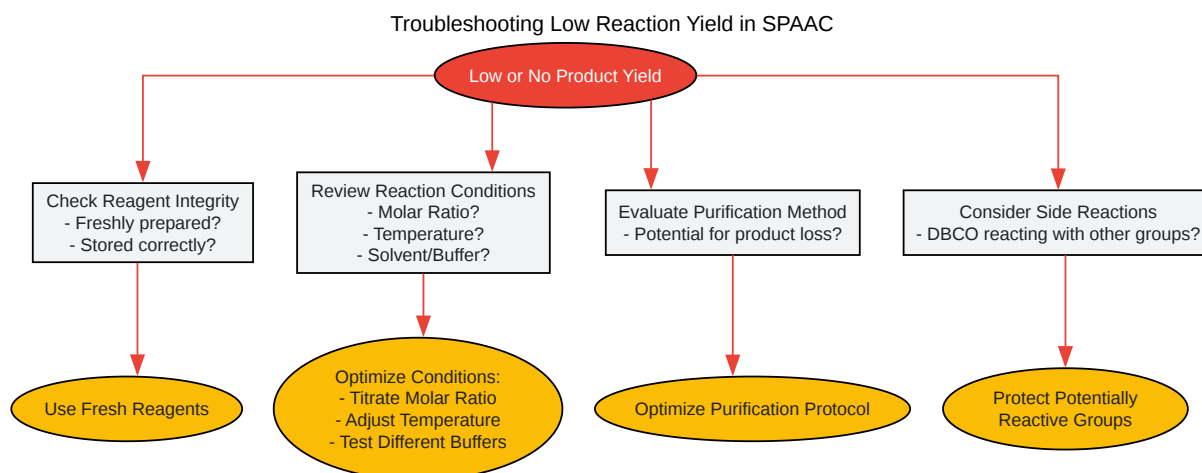 Troubleshooting Low Reaction Yield in SPAAC
Low or No Product Yield
Check Reagent Integrity
- Freshly prepared?
- Stored correctly?
Review Reaction Conditions
- Molar Ratio?
- Temperature?
- Solvent/Buffer?
Evaluate Purification Method
- Potential for product loss?
Consider Side Reactions
- DBCO reacting with other groups?
Use Fresh Reagents
Optimize Conditions:
- Titrate Molar Ratio
- Adjust Temperature
- Test Different Buffers
Optimize Purification Protocol
Protect Potentially
Reactive Groups